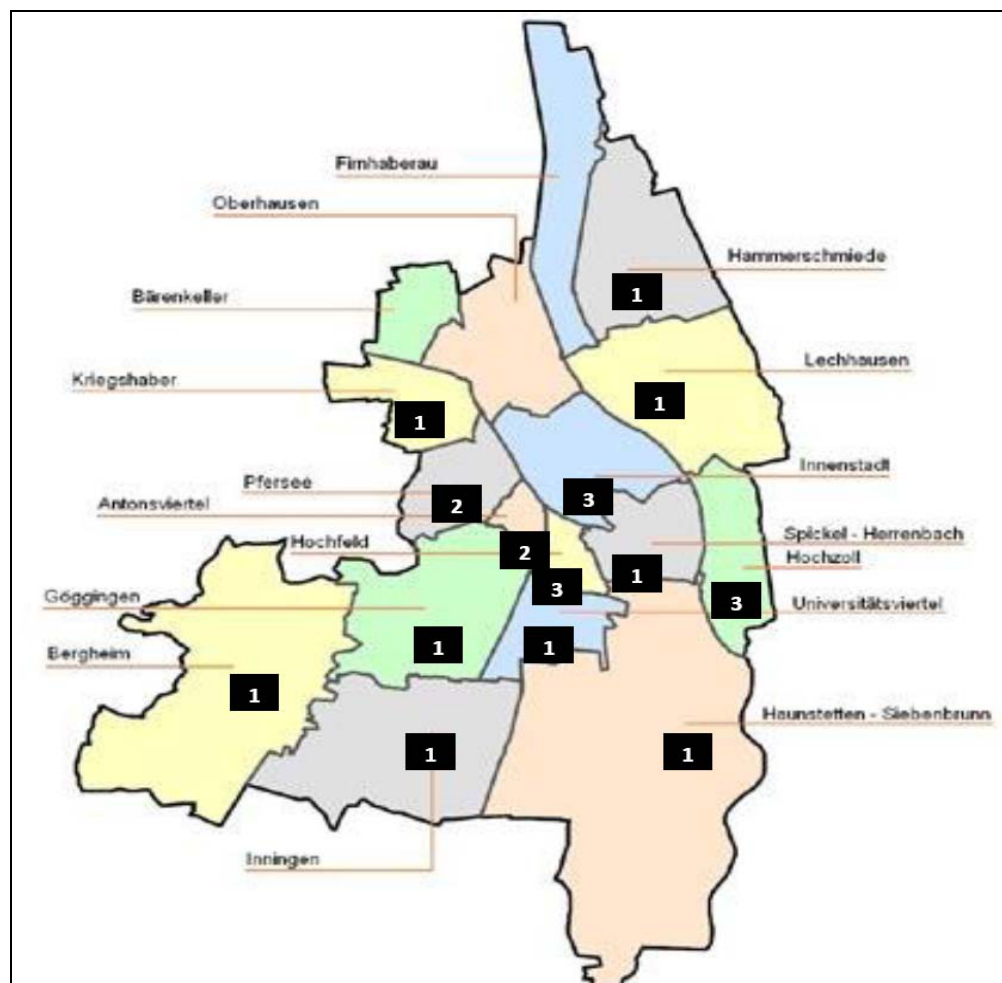 Firnhaberau
Oberhausen
Hammerschmiede
Bärenkeller
1
Lechhausen
Kriegshaber
1
1
Innenstadt
Pfersee
2
3
Antonsviertel
Spickel - Herrenbach
Hochfeld
2
Hochzoll
1
3
Göggingen
3
Universitätsviertel
1
1
Bergheim
1
Haunstetten - Siebenbrunn
1
1
Inningen